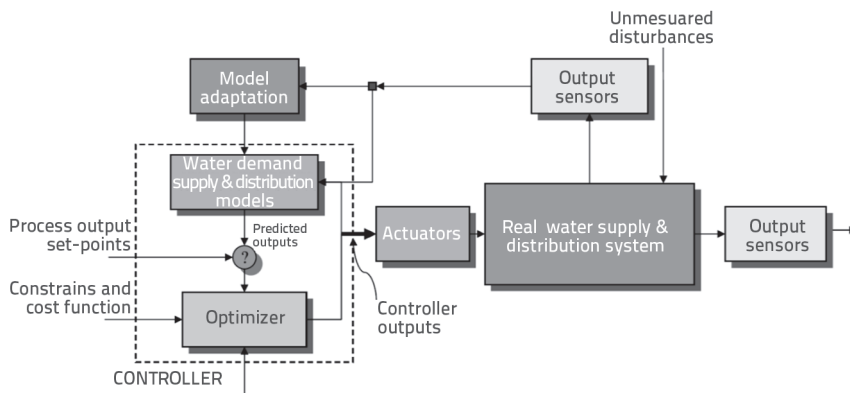 Unmesuared
disturbances
Model
adaptation
Output
sensors
Water demand
supply & distribution
models
Predicted
outputs
Process output
set-points
?
Actuators
Real water supply &
distribution system
Output
sensors
Constrains and
cost function
Optimizer
Controller
outputs
CONTROLLER